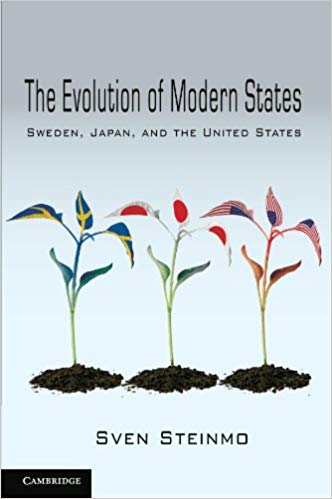 The Evolution of Modern States
Sweden, Japan, and the United States
Sven Steinmo
Cambridge